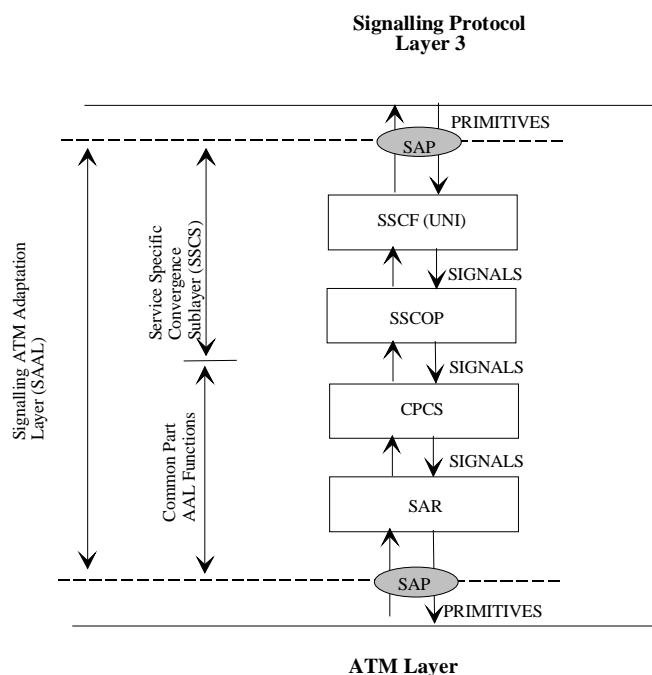 Signalling Protocol
Layer 3
PRIMITIVES
SAP
SSCF (UNI)
SIGNALS
SSCOP
SIGNALS
CPCS
SIGNALS
SAR
SAP
PRIMITIVES
ATM Layer
Signalling ATM Adaptation
Layer (SAAL)
Service Specific
Convergence
Sublayer (SSCS)
Common Part
AAL Functions